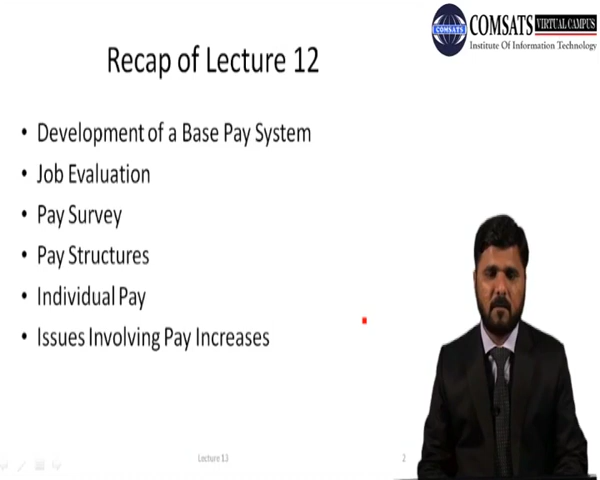 COMSATS VIRTUAL CAMPUS
Institute Of Information Technology
COMSATS
Recap of Lecture 12
• Development of a Base Pay System
• Job Evaluation
• Pay Survey
• Pay Structures
• Individual Pay
• Issues Involving Pay Increases
Lecture 13
2